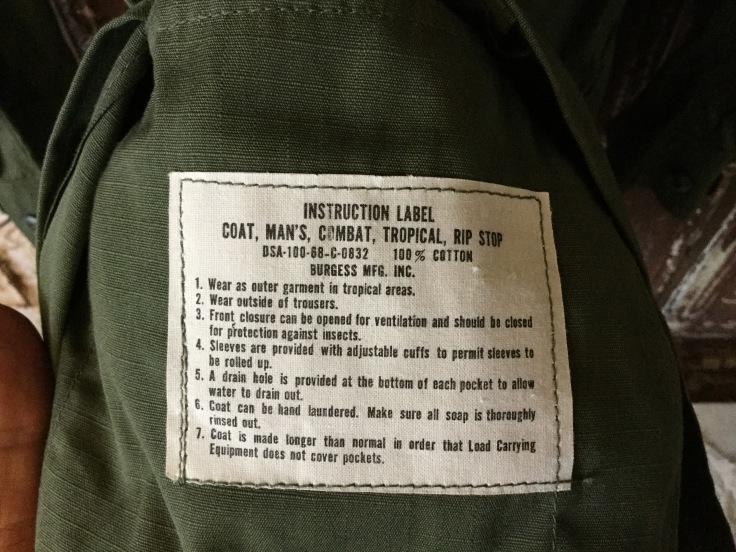 INSTRUCTION LABEL
COAT, MAN'S, COMBAT, TROPICAL, RIP STOP
DSA-100-68-C-0832 100% COTTON
BURGESS MFG. INC.
1. Wear as outer garment in tropical areas.
2. Wear outside of trousers.
3. Front closure can be opened for ventilation and should be closed
for protection against insects.
4. Sleeves are provided with adjustable cuffs to permit sleeves to
be rolled up.
5. A drain hole is provided at the bottom of each pocket to allow
water to drain out.
6. Coat can be hand laundered. Make sure all soap is thoroughly
rinsed out.
7. Coat is made longer than normal in order that Load Carrying
Equipment does not cover pockets.